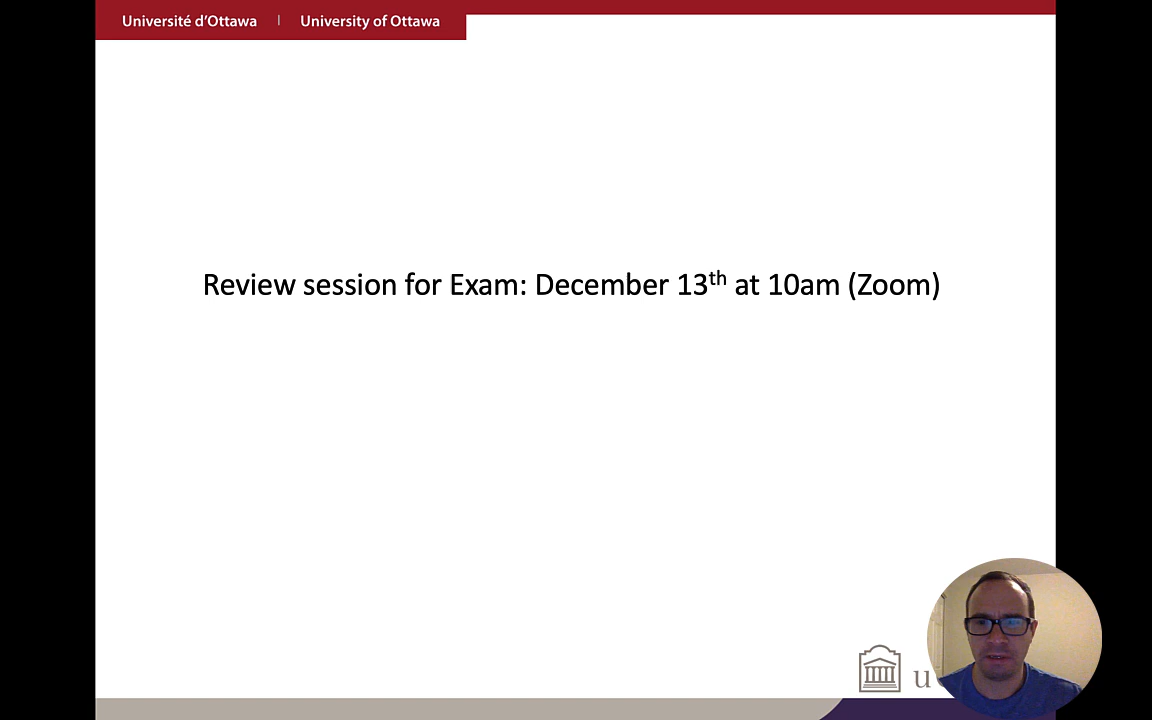 Université d'Ottawa | University of Ottawa
Review session for Exam: December 13th at 10am (Zoom)